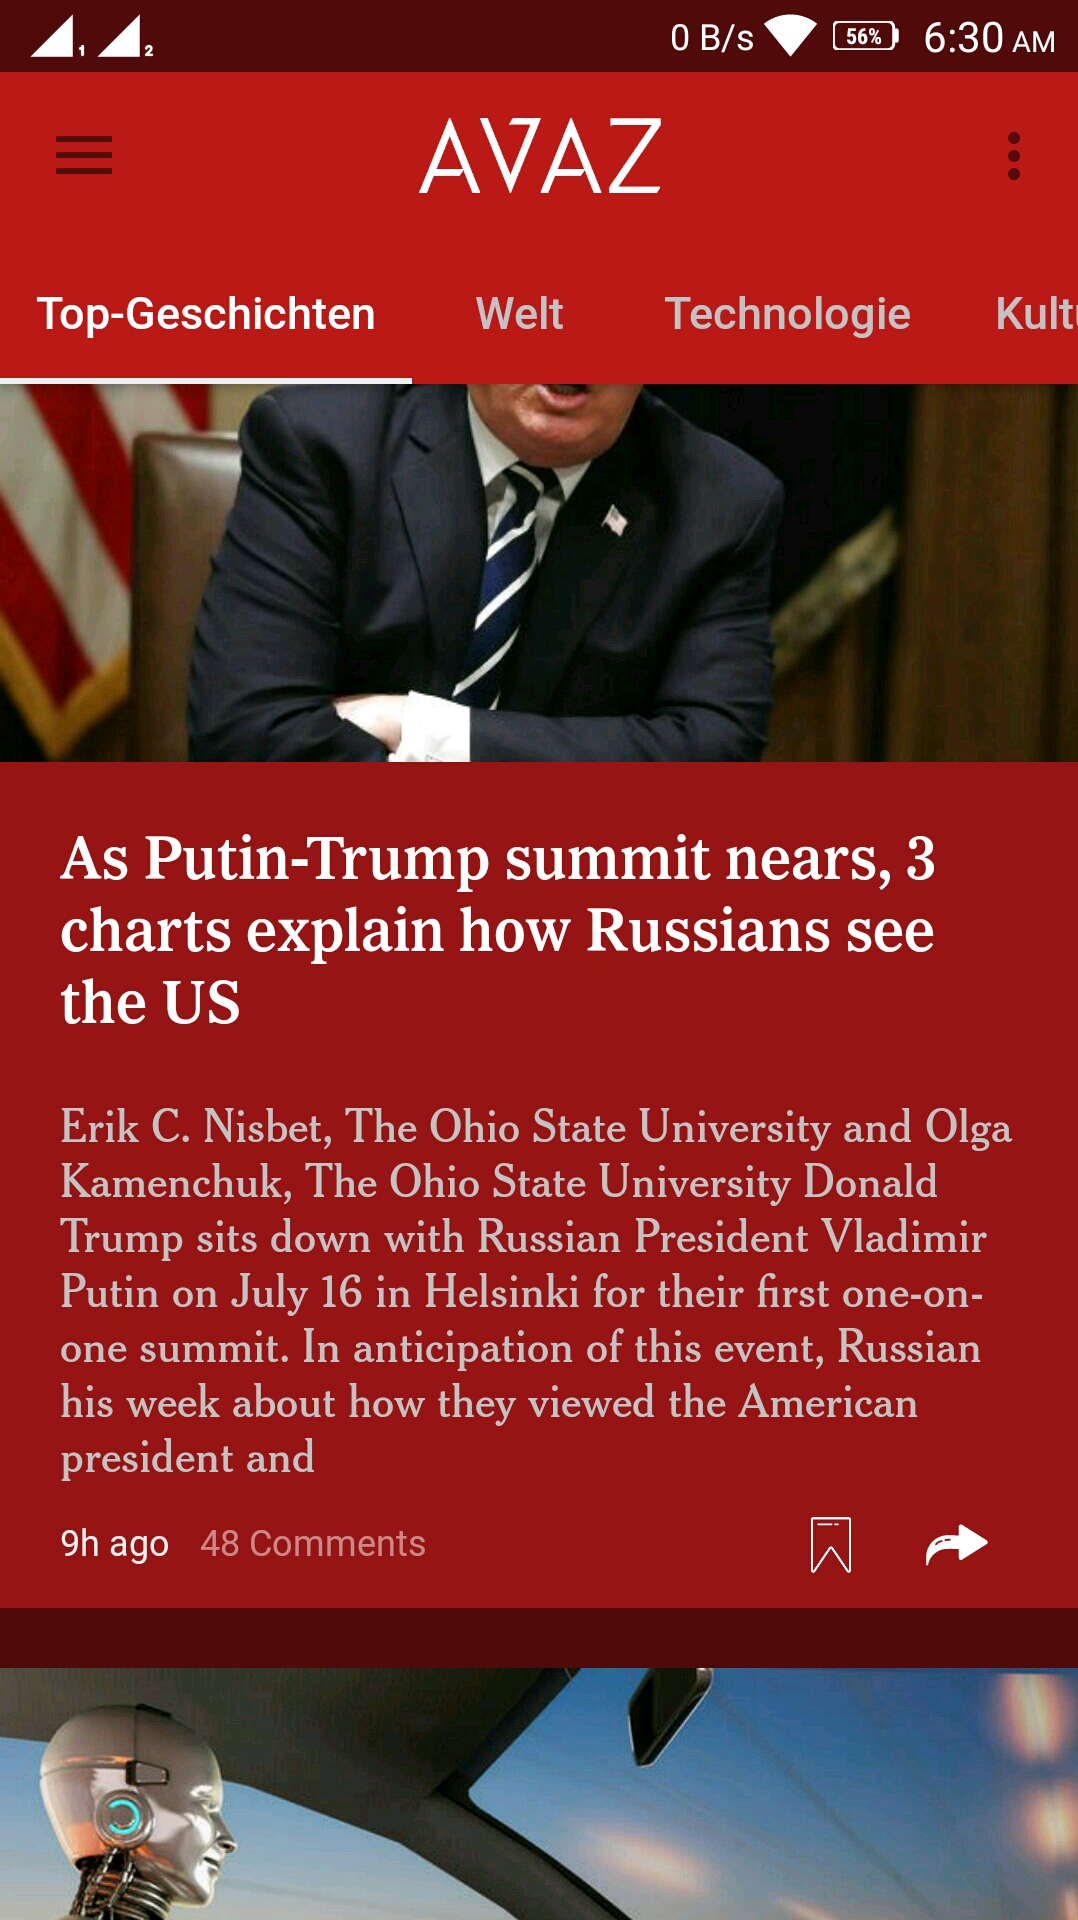 1 2 0 B/s 56% 6:30 AM
AVAZ
Top-Geschichten Welt Technologie Kultu
As Putin-Trump summit nears, 3
charts explain how Russians see
the US
Erik C. Nisbet, The Ohio State University and Olga
Kamenchuk, The Ohio State University Donald
Trump sits down with Russian President Vladimir
Putin on July 16 in Helsinki for their first one-on-
one summit. In anticipation of this event, Russian
his week about how they viewed the American
president and
9h ago 48 Comments